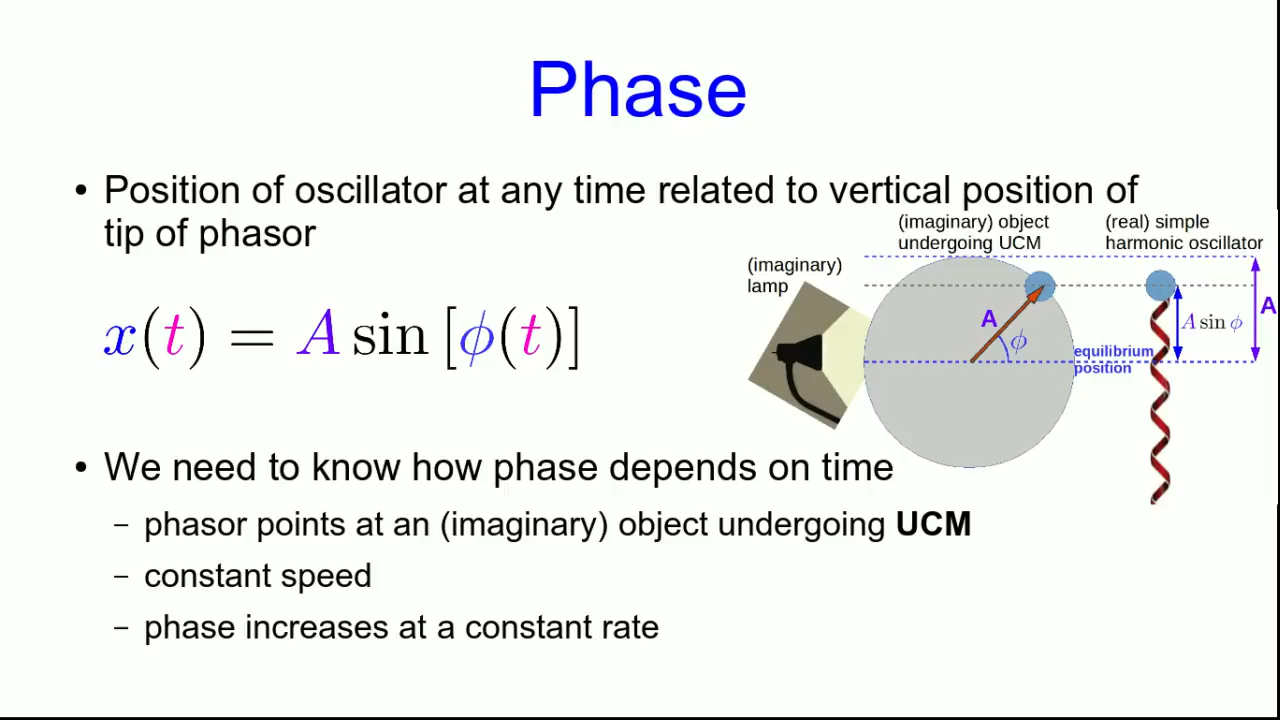 Phase
• Position of oscillator at any time related to vertical position of
tip of phasor
(imaginary) object
undergoing UCM
(real) simple
harmonic oscillator
(imaginary)
lamp
A
ϕ
equilibrium
position
A sin ϕ
A
x(t) = A sin [ϕ(t)]
• We need to know how phase depends on time
– phasor points at an (imaginary) object undergoing UCM
– constant speed
– phase increases at a constant rate